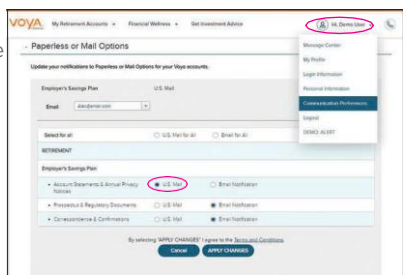 e
VOYA
My Retirement Accounts
Financial Wellness
Get Investment Advice
Hi, Demo User
Paperless or Mail Options
Update your notifications to Paperless or Mail Options for your Voya accounts.
Employer's Savings Plan
U.S. Mail
Email
Select for all
U.S. Mail for All
Email for All
RETIREMENT
Employer's Savings Plan
Account Statements & Annual Privacy Notices
U.S. Mail
Email Notification
Prospectus & Regulatory Documents
U.S. Mail
Email Notification
Correspondence & Confirmations
U.S. Mail
Email Notification
By selecting 'APPLY CHANGES' I agree to the Terms and Conditions
Cancel
APPLY CHANGES
Message Center
My Profile
Login Information
Personal Information
Communication Preferences
Logout
DEMO ALERT